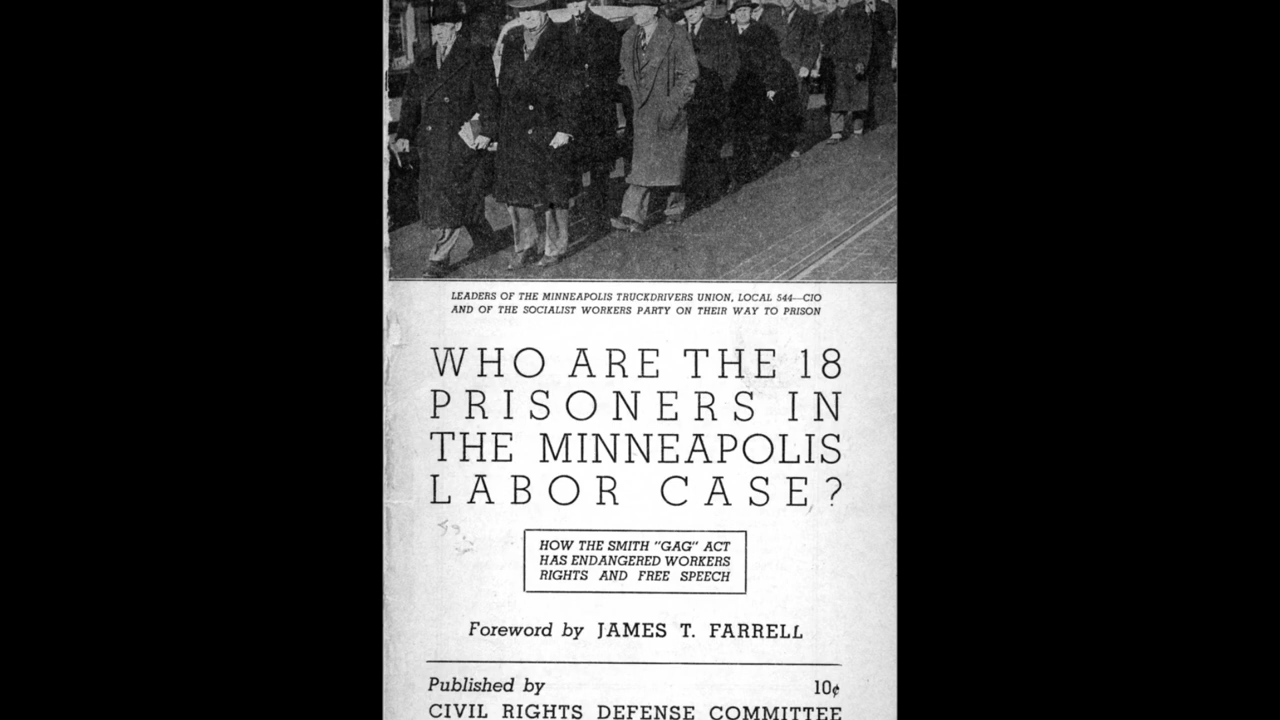 LEADERS OF THE MINNEAPOLIS TRUCKDRIVERS UNION, LOCAL 544—CIO
AND OF THE SOCIALIST WORKERS PARTY ON THEIR WAY TO PRISON
WHO ARE THE 18
PRISONERS IN
THE MINNEAPOLIS
LABOR CASE?
HOW THE SMITH "GAG" ACT
HAS ENDANGERED WORKERS
RIGHTS AND FREE SPEECH
Foreword by JAMES T. FARRELL
Published by 10¢
CIVIL RIGHTS DEFENSE COMMITTEE